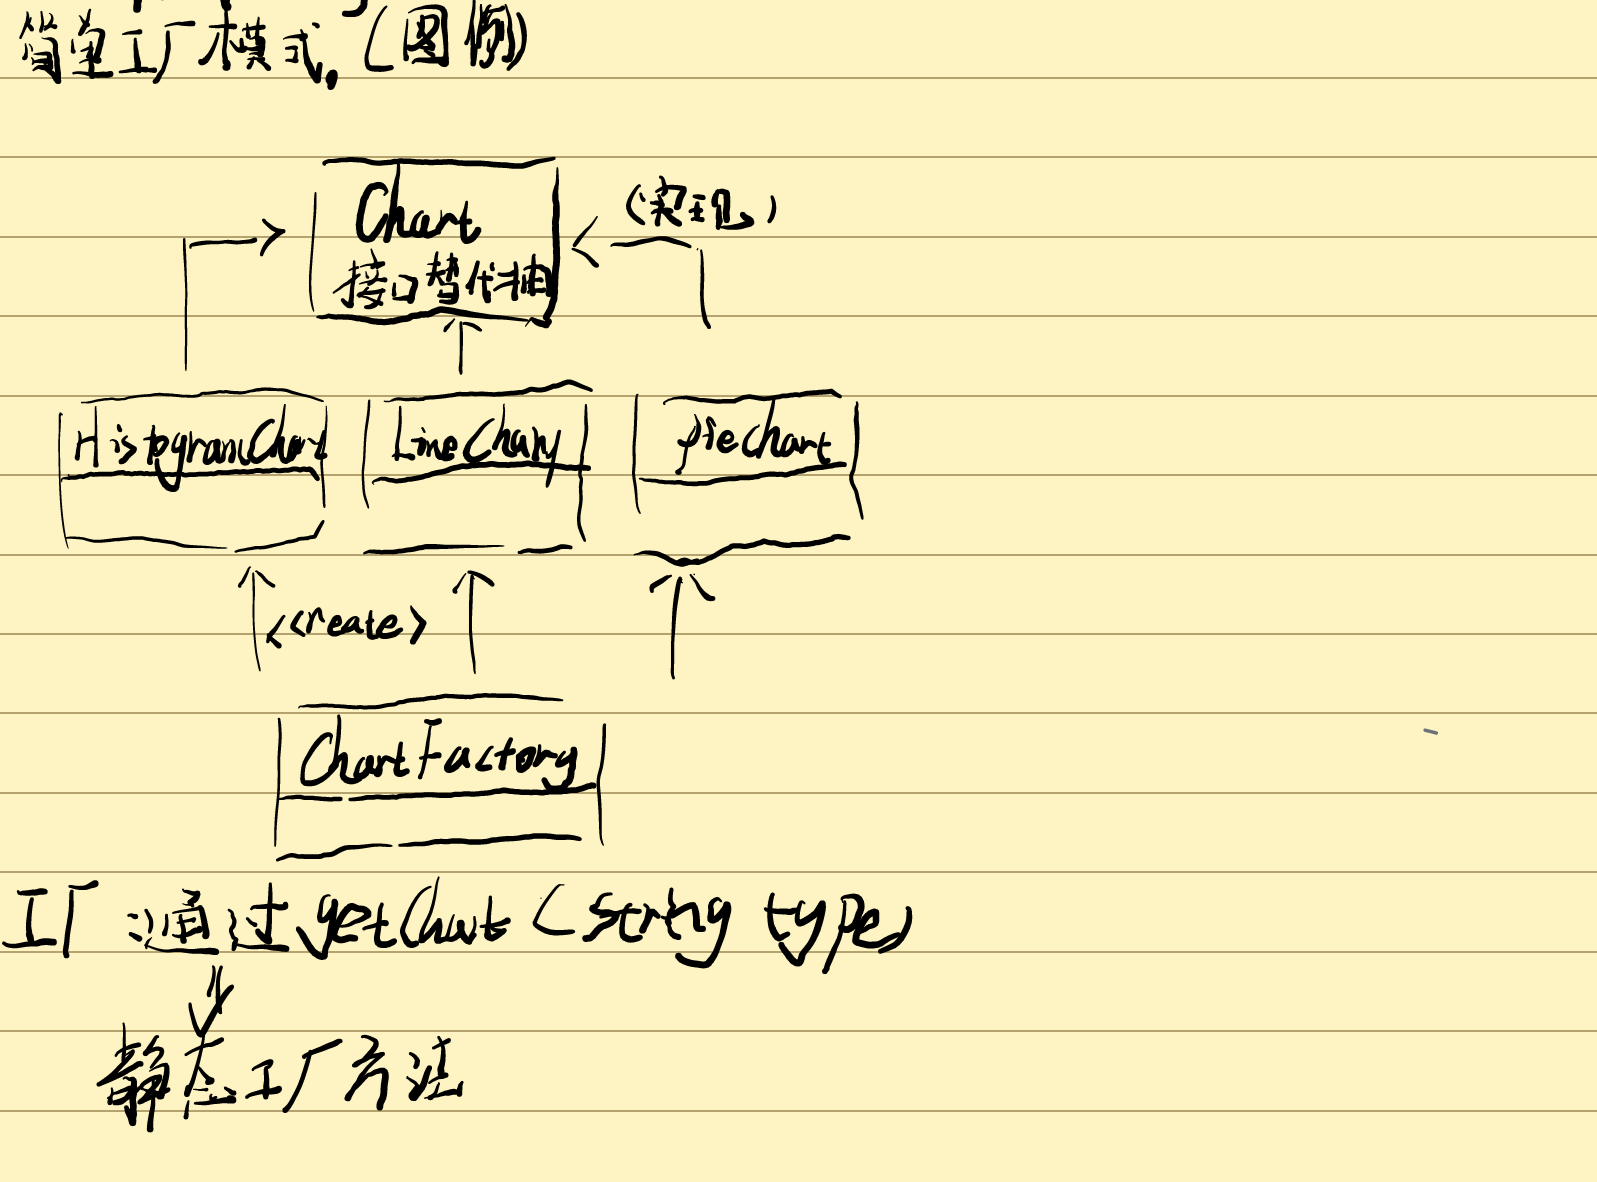 简单工厂模式。(图例)
Chart
接口替代抽
(实现)
HistogramChart
LineChart
pieChart
<<create>
ChartFactory
工厂通过getChart(string type)
静态工厂方法